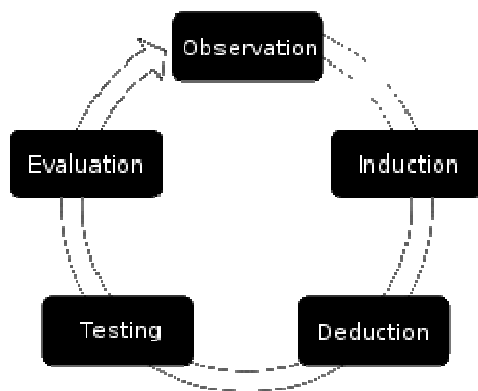 Observation
Induction
Deduction
Testing
Evaluation